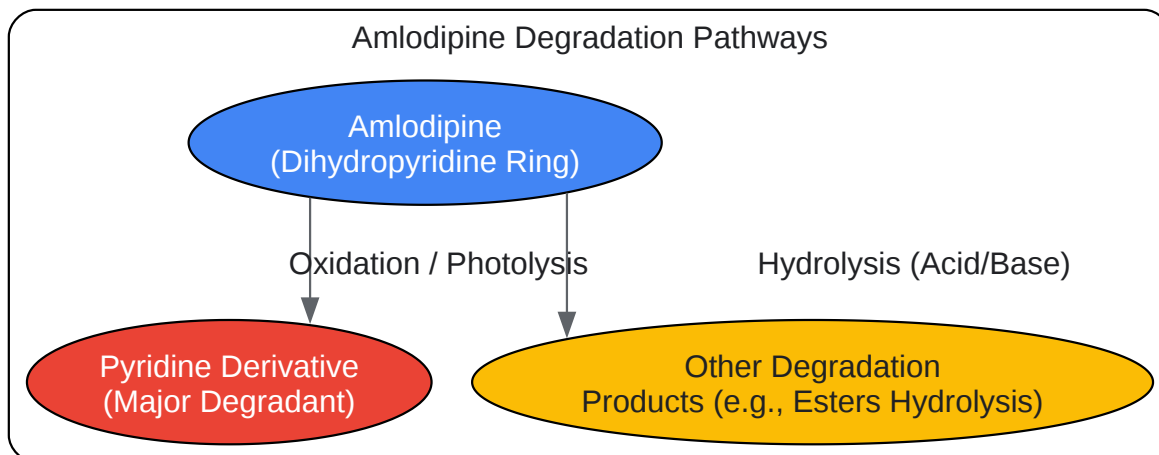 Amlodipine Degradation Pathways
Amlodipine
(Dihydropyridine Ring)
Oxidation / Photolysis
Hydrolysis (Acid/Base)
Pyridine Derivative
(Major Degradant)
Other Degradation
Products (e.g., Esters Hydrolysis)